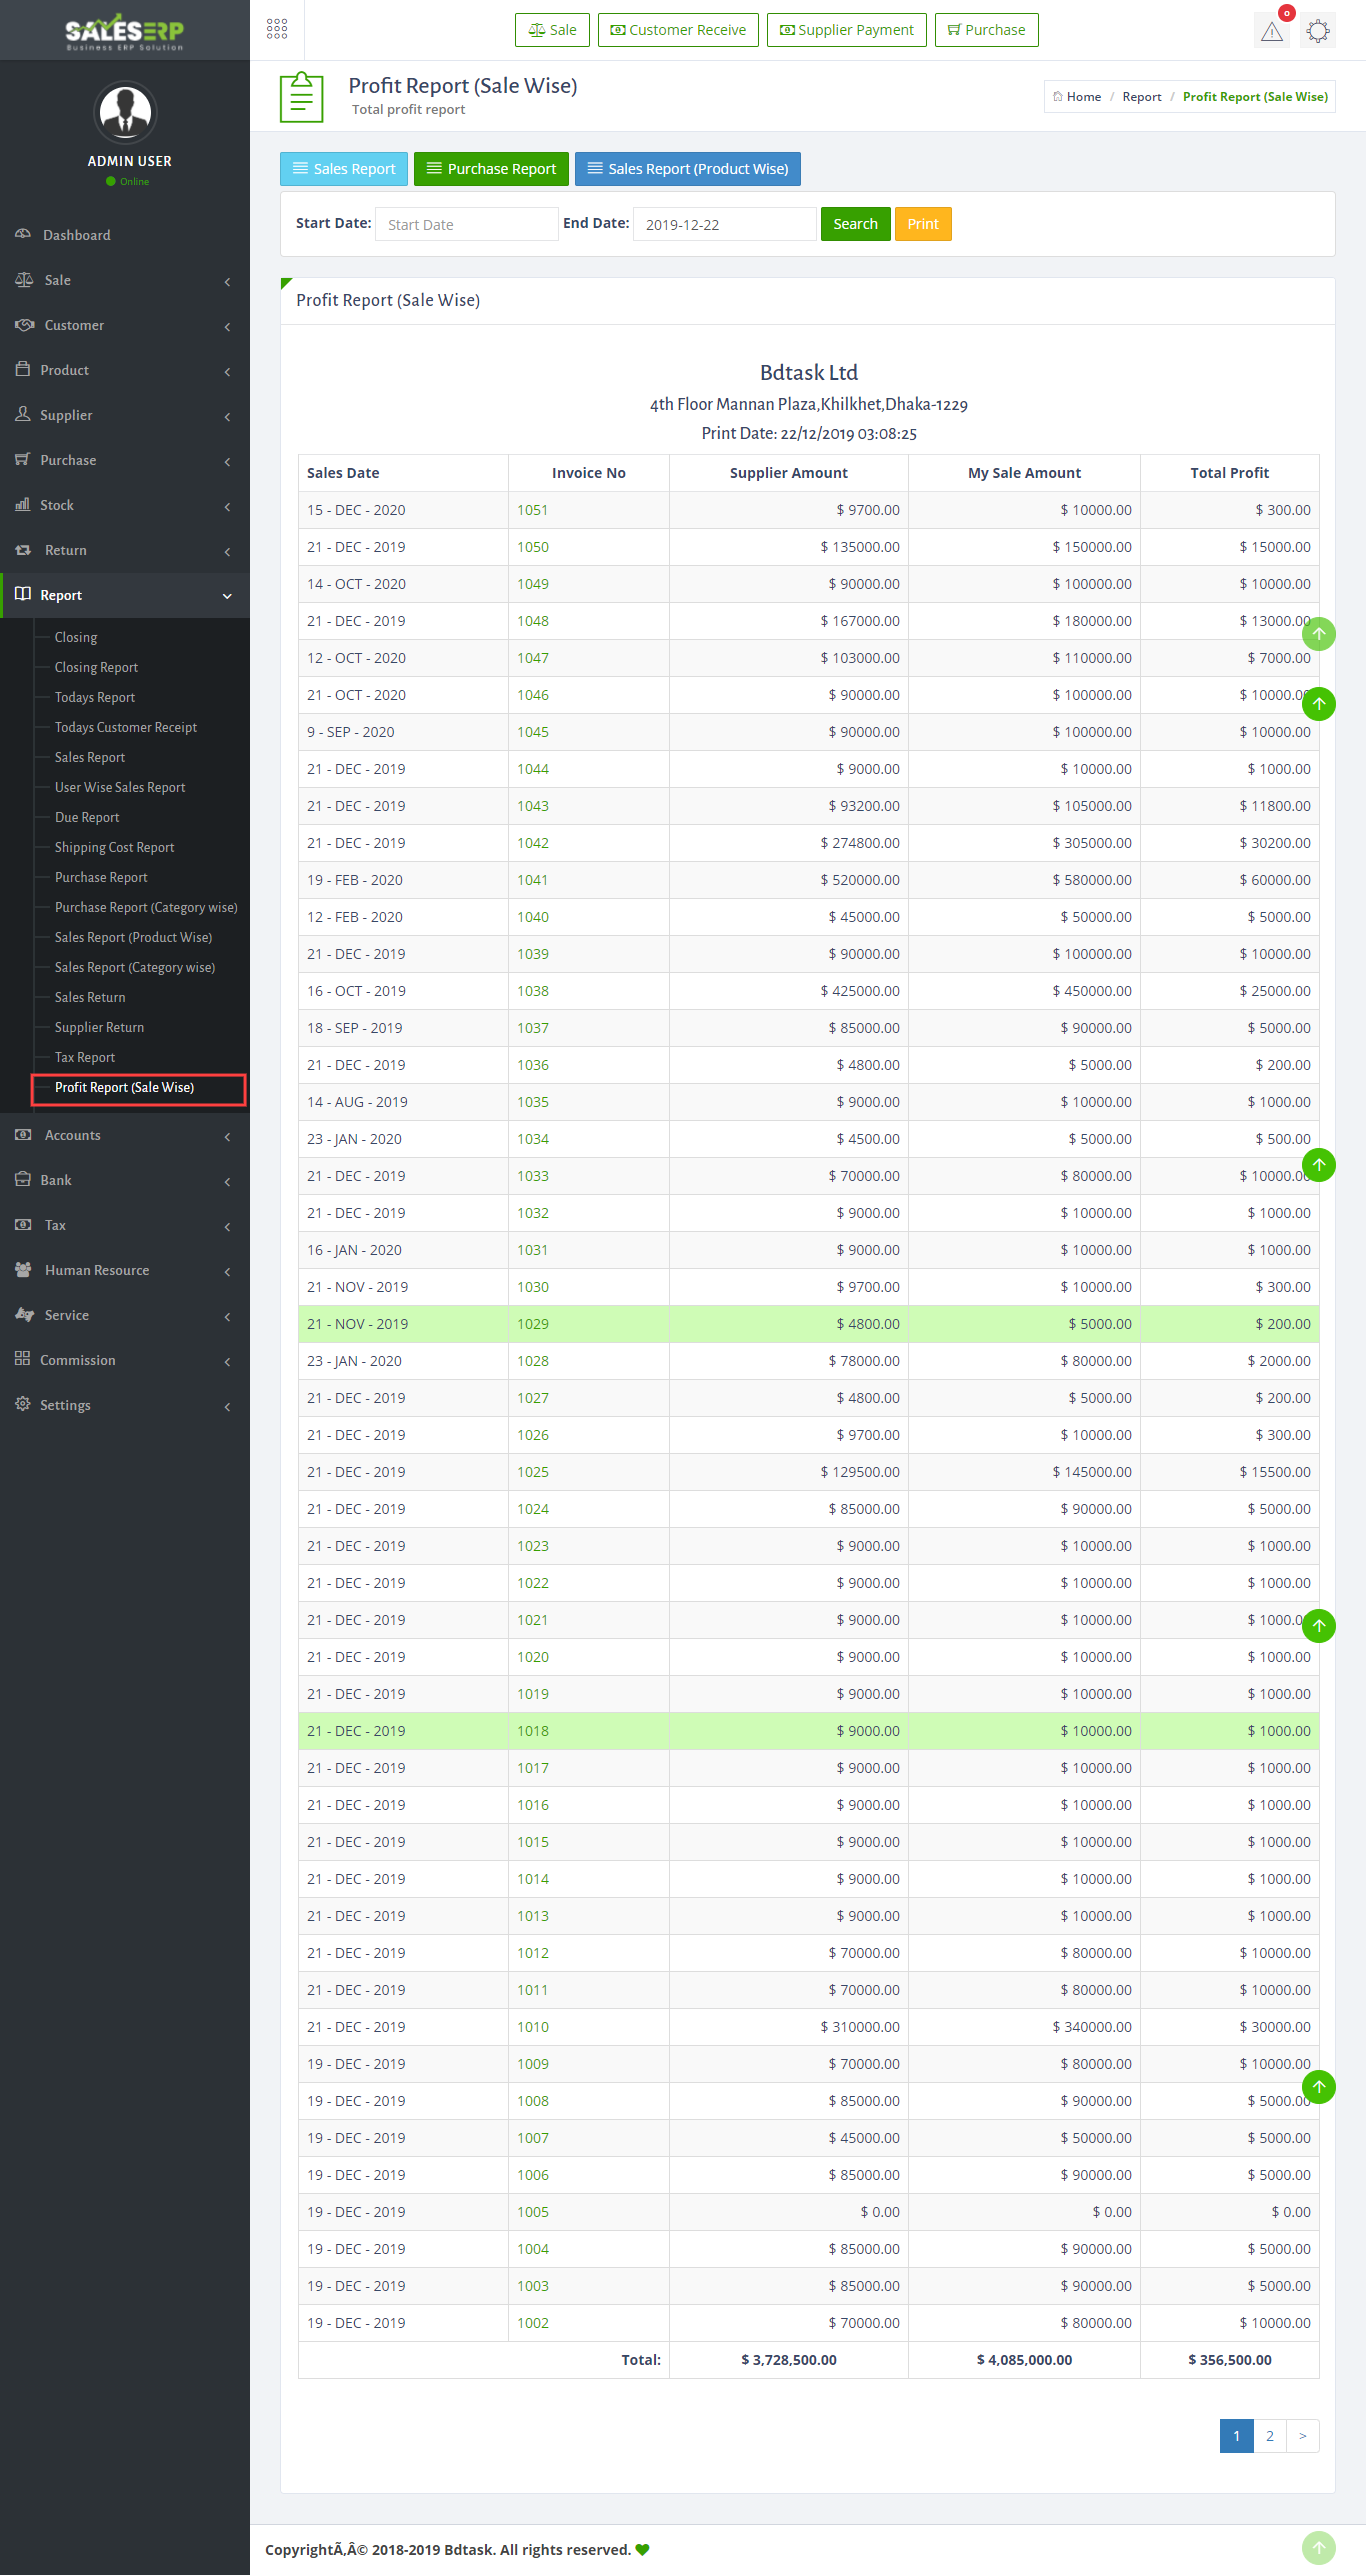 SALESERP
Business ERP Solution
Sale
Customer Receive
Supplier Payment
Purchase
0
ADMIN USER
Online
Dashboard
Sale
Customer
Product
Supplier
Purchase
Stock
Return
Report
Closing
Closing Report
Todays Report
Todays Customer Receipt
Sales Report
User Wise Sales Report
Due Report
Shipping Cost Report
Purchase Report
Purchase Report (Category wise)
Sales Report (Product Wise)
Sales Report (Category wise)
Sales Return
Supplier Return
Tax Report
Profit Report (Sale Wise)
Accounts
Bank
Tax
Human Resource
Service
Commission
Settings
Profit Report (Sale Wise)
Total profit report
Home / Report / Profit Report (Sale Wise)
Sales Report
Purchase Report
Sales Report (Product Wise)
Start Date: Start Date End Date: 2019-12-22 Search Print
Profit Report (Sale Wise)
Bdtask Ltd
4th Floor Mannan Plaza,Khilkhet,Dhaka-1229
Print Date: 22/12/2019 03:08:25
Sales Date Invoice No Supplier Amount My Sale Amount Total Profit
15 - DEC - 2020 1051 $ 9700.00 $ 10000.00 $ 300.00
21 - DEC - 2019 1050 $ 135000.00 $ 150000.00 $ 15000.00
14 - OCT - 2020 1049 $ 90000.00 $ 100000.00 $ 10000.00
21 - DEC - 2019 1048 $ 167000.00 $ 180000.00 $ 13000.00
12 - OCT - 2020 1047 $ 103000.00 $ 110000.00 $ 7000.00
21 - OCT - 2020 1046 $ 90000.00 $ 100000.00 $ 10000.00
9 - SEP - 2020 1045 $ 90000.00 $ 100000.00 $ 10000.00
21 - DEC - 2019 1044 $ 9000.00 $ 10000.00 $ 1000.00
21 - DEC - 2019 1043 $ 93200.00 $ 105000.00 $ 11800.00
21 - DEC - 2019 1042 $ 274800.00 $ 305000.00 $ 30200.00
19 - FEB - 2020 1041 $ 520000.00 $ 580000.00 $ 60000.00
12 - FEB - 2020 1040 $ 45000.00 $ 50000.00 $ 5000.00
21 - DEC - 2019 1039 $ 90000.00 $ 100000.00 $ 10000.00
16 - OCT - 2019 1038 $ 425000.00 $ 450000.00 $ 25000.00
18 - SEP - 2019 1037 $ 85000.00 $ 90000.00 $ 5000.00
21 - DEC - 2019 1036 $ 4800.00 $ 5000.00 $ 200.00
14 - AUG - 2019 1035 $ 9000.00 $ 10000.00 $ 1000.00
23 - JAN - 2020 1034 $ 4500.00 $ 5000.00 $ 500.00
21 - DEC - 2019 1033 $ 70000.00 $ 80000.00 $ 10000.00
21 - DEC - 2019 1032 $ 9000.00 $ 10000.00 $ 1000.00
16 - JAN - 2020 1031 $ 9000.00 $ 10000.00 $ 1000.00
21 - NOV - 2019 1030 $ 9700.00 $ 10000.00 $ 300.00
21 - NOV - 2019 1029 $ 4800.00 $ 5000.00 $ 200.00
23 - JAN - 2020 1028 $ 78000.00 $ 80000.00 $ 2000.00
21 - DEC - 2019 1027 $ 4800.00 $ 5000.00 $ 200.00
21 - DEC - 2019 1026 $ 9700.00 $ 10000.00 $ 300.00
21 - DEC - 2019 1025 $ 129500.00 $ 145000.00 $ 15500.00
21 - DEC - 2019 1024 $ 85000.00 $ 90000.00 $ 5000.00
21 - DEC - 2019 1023 $ 9000.00 $ 10000.00 $ 1000.00
21 - DEC - 2019 1022 $ 9000.00 $ 10000.00 $ 1000.00
21 - DEC - 2019 1021 $ 9000.00 $ 10000.00 $ 1000.00
21 - DEC - 2019 1020 $ 9000.00 $ 10000.00 $ 1000.00
21 - DEC - 2019 1019 $ 9000.00 $ 10000.00 $ 1000.00
21 - DEC - 2019 1018 $ 9000.00 $ 10000.00 $ 1000.00
21 - DEC - 2019 1017 $ 9000.00 $ 10000.00 $ 1000.00
21 - DEC - 2019 1016 $ 9000.00 $ 10000.00 $ 1000.00
21 - DEC - 2019 1015 $ 9000.00 $ 10000.00 $ 1000.00
21 - DEC - 2019 1014 $ 9000.00 $ 10000.00 $ 1000.00
21 - DEC - 2019 1013 $ 9000.00 $ 10000.00 $ 1000.00
21 - DEC - 2019 1012 $ 70000.00 $ 80000.00 $ 10000.00
21 - DEC - 2019 1011 $ 70000.00 $ 80000.00 $ 10000.00
21 - DEC - 2019 1010 $ 310000.00 $ 340000.00 $ 30000.00
19 - DEC - 2019 1009 $ 70000.00 $ 80000.00 $ 10000.00
19 - DEC - 2019 1008 $ 85000.00 $ 90000.00 $ 5000.00
19 - DEC - 2019 1007 $ 45000.00 $ 50000.00 $ 5000.00
19 - DEC - 2019 1006 $ 85000.00 $ 90000.00 $ 5000.00
19 - DEC - 2019 1005 $ 0.00 $ 0.00 $ 0.00
19 - DEC - 2019 1004 $ 85000.00 $ 90000.00 $ 5000.00
19 - DEC - 2019 1003 $ 85000.00 $ 90000.00 $ 5000.00
19 - DEC - 2019 1002 $ 70000.00 $ 80000.00 $ 10000.00
Total: $ 3,728,500.00 $ 4,085,000.00 $ 356,500.00
1 2 >
CopyrightÃ‚Â© 2018-2019 Bdtask. All rights reserved.